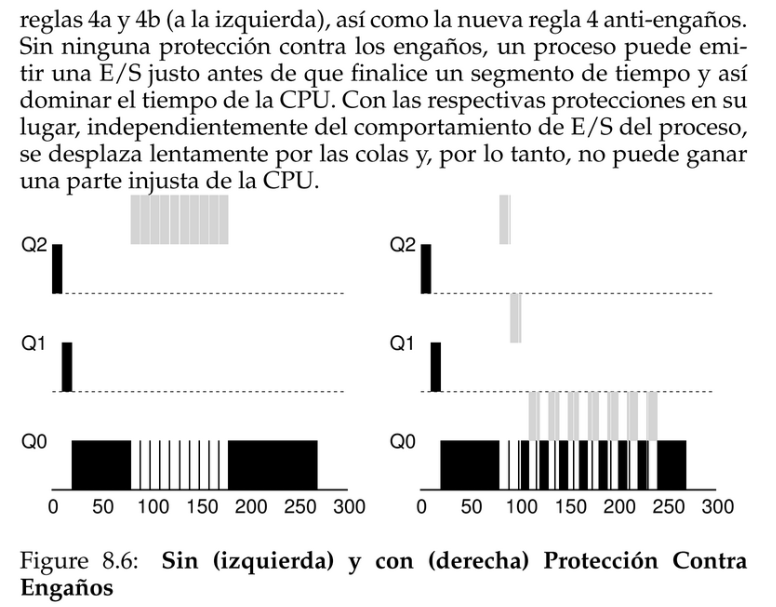 reglas 4a y 4b (a la izquierda), así como la nueva regla 4 anti-engaños.
Sin ninguna protección contra los engaños, un proceso puede emi-
tir una E/S justo antes de que finalice un segmento de tiempo y así
dominar el tiempo de la CPU. Con las respectivas protecciones en su
lugar, independientemente del comportamiento de E/S del proceso,
se desplaza lentamente por las colas y, por lo tanto, no puede ganar
una parte injusta de la CPU.
Q2
Q1
Q0
0 50 100 150 200 250 300
Q2
Q1
Q0
0 50 100 150 200 250 300
Figure 8.6: Sin (izquierda) y con (derecha) Protección Contra
Engaños